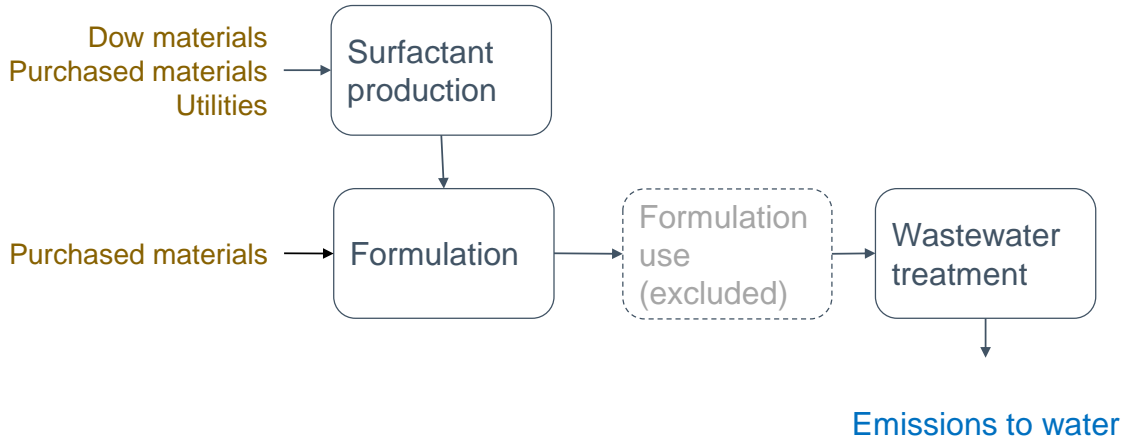 Dow materials
Purchased materials
Utilities
Surfactant
production
Purchased materials
Formulation
Formulation
use
(excluded)
Wastewater
treatment
Emissions to water